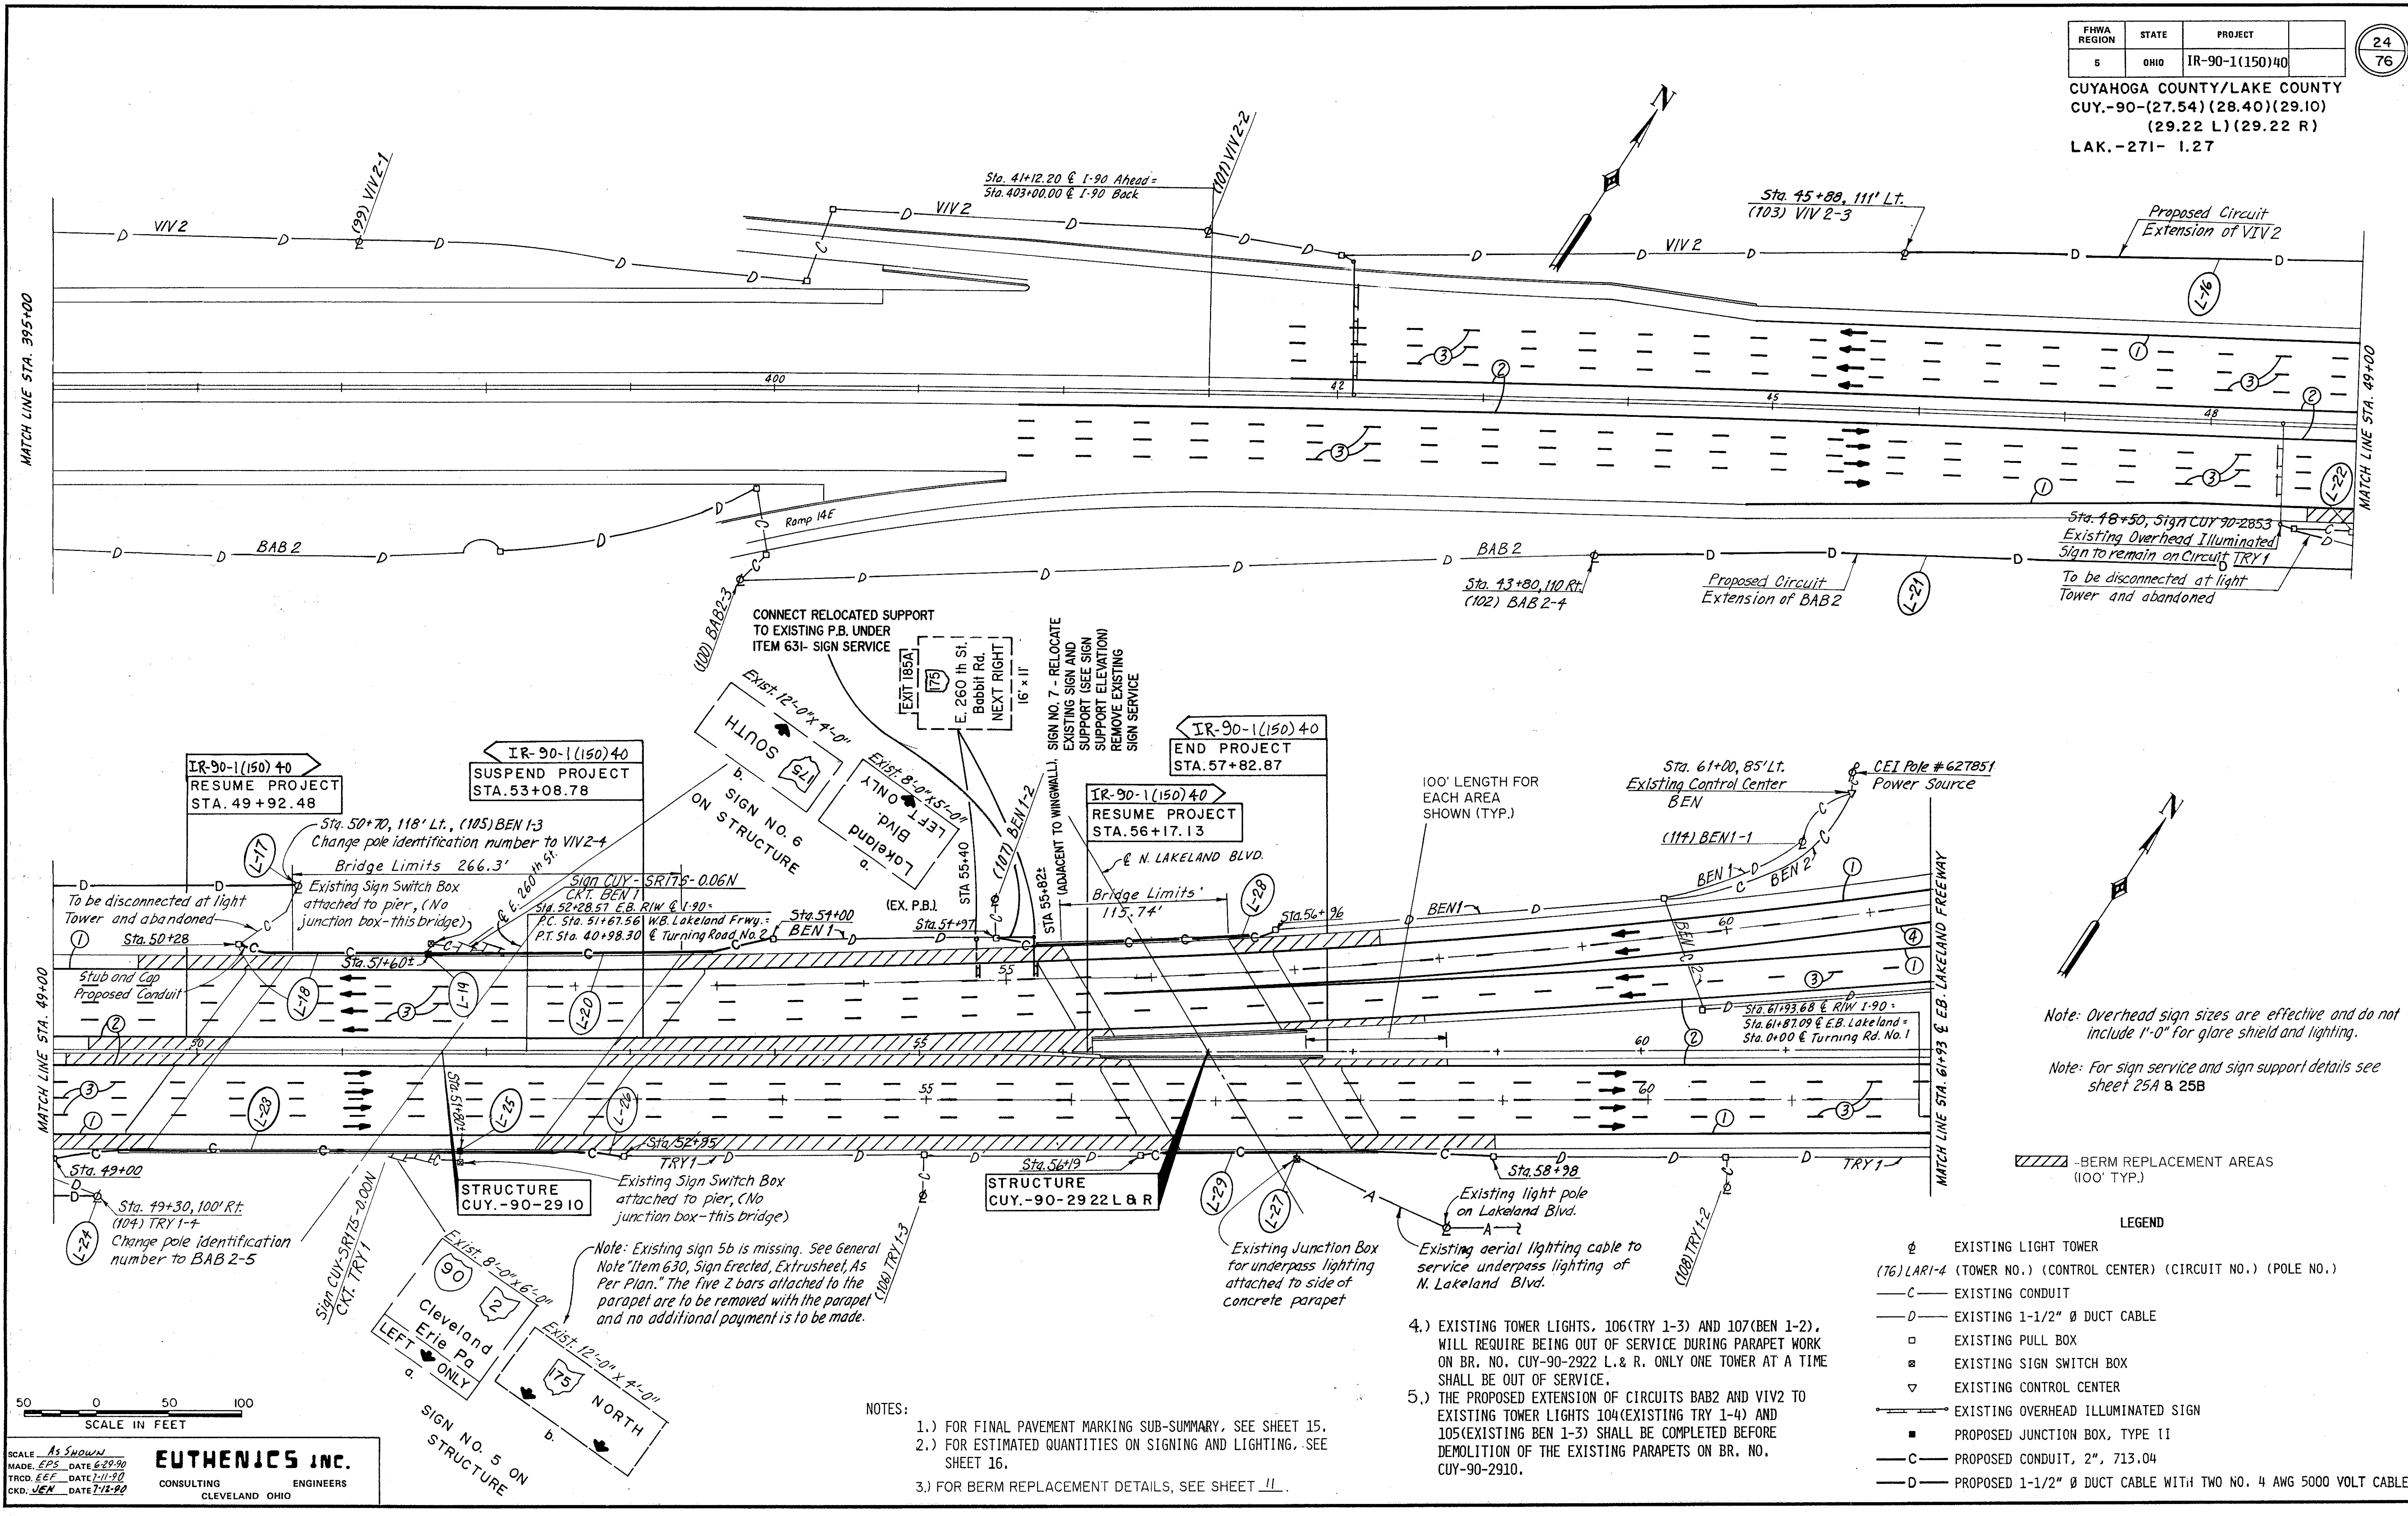 FHWA REGION STATE PROJECT
5 OHIO IR-90-1(150)40
24
76
CUYAHOGA COUNTY/LAKE COUNTY
CUY.-90-(27.54)(28.40)(29.10)
(29.22 L)(29.22 R)
LAK.-271- 1.27
N
MATCH LINE STA. 395+00
VIV 2
(99) VIV 2-1
Sta. 41+12.20 ℄ I-90 Ahead =
Sta. 403+00.00 ℄ I-90 Back
VIV 2
(101) VIV 2-2
Sta. 45+88, 111' Lt.
(103) VIV 2-3
VIV 2
Proposed Circuit
Extension of VIV 2
L-16
400
42
45
48
MATCH LINE STA. 49+00
L-22
Ramp 14E
BAB 2
(100) BAB2-3
BAB 2
Sta. 43+80, 110 Rt.
(102) BAB 2-4
Proposed Circuit
Extension of BAB 2
L-21
Sta. 48+50, Sign CUY 90-2853
Existing Overhead Illuminated
Sign to remain on Circuit TRY 1
To be disconnected at light
Tower and abandoned
CONNECT RELOCATED SUPPORT
TO EXISTING P.B. UNDER
ITEM 631- SIGN SERVICE
EXIT 185A
175
E. 260 th St.
Babbit Rd.
NEXT RIGHT
16' x 11'
SIGN NO. 7 - RELOCATE
EXISTING SIGN AND
SUPPORT (SEE SIGN
SUPPORT ELEVATION)
REMOVE EXISTING
SIGN SERVICE
STA 55+82±
(ADJACENT TO WINGWALL),
STA 55+40
(107) BEN 1-2
(EX. P.B.)
Exist. 12'-0" X 4'-0"
SOUTH
175
b.
Exist. 8'-0" X 5'-0"
LEFT ONLY
Lakeland
Blvd.
a.
SIGN NO. 6
ON STRUCTURE
IR-90-1(150) 40
RESUME PROJECT
STA. 49+92.48
IR-90-1(150) 40
SUSPEND PROJECT
STA. 53+08.78
IR-90-1(150) 40
END PROJECT
STA. 57+82.87
IR-90-1(150) 40
RESUME PROJECT
STA. 56+17.13
℄ N. LAKELAND BLVD.
Bridge Limits
115.74'
100' LENGTH FOR
EACH AREA
SHOWN (TYP.)
Sta. 61+00, 85' Lt.
Existing Control Center
BEN
CEI Pole #627851
Power Source
(114) BEN1-1
BEN 1
BEN 2
BEN 2
BEN 1
Sta. 50+70, 118' Lt., (105) BEN 1-3
Change pole identification number to VIV 2-4
Bridge Limits 266.3'
L-17
Existing Sign Switch Box
attached to pier, (No
junction box-this bridge)
℄ E. 260th St.
To be disconnected at light
Tower and abandoned
Sta. 50+28
Stub and Cap
Proposed Conduit
Sign CUY - SR175-0.06N
CKT. BEN 1
Sta. 52+28.57 E.B. R/W ℄ I-90 =
P.C. Sta. 51+67.56 W.B. Lakeland Frwy. =
P.T. Sta. 40+98.30 ℄ Turning Road No. 2
Sta. 54+00
BEN 1
Sta. 54+97
Sta. 56+96
Sta. 51+60±
L-18
L-19
L-20
L-28
50
55
55
55
60
60
60
Sta. 61+93.68 ℄ R/W I-90 =
Sta. 61+87.09 ℄ E.B. Lakeland =
Sta. 0+00 ℄ Turning Rd. No. 1
MATCH LINE STA. 49+00
MATCH LINE STA. 61+93 ℄ E.B. LAKELAND FREEWAY
N
Note: Overhead sign sizes are effective and do not
include 1'-0" for glare shield and lighting.
Note: For sign service and sign support details see
sheet 25A & 25B
L-23
Sta. 51+80±
L-25
L-26
Sta. 52+95
TRY 1
Sta. 49+00
Sta. 49+30, 100' Rt.
(104) TRY 1-4
Change pole identification
number to BAB 2-5
L-24
Sign CUY-SR175-0.00N
CKT. TRY 1
STRUCTURE
CUY.-90-2910
Existing Sign Switch Box
attached to pier, (No
junction box-this bridge)
(106) TRY 1-3
Sta. 56+19
STRUCTURE
CUY.-90-2922 L & R
L-29
L-27
Sta. 58+98
Existing light pole
on Lakeland Blvd.
(108) TRY 1-2
TRY 1
Existing Junction Box
for underpass lighting
attached to side of
concrete parapet
Existing aerial lighting cable to
service underpass lighting of
N. Lakeland Blvd.
Note: Existing sign 5b is missing. See General
Note "Item 630, Sign Erected, Extrusheet, As
Per Plan." The five Z bars attached to the
parapet are to be removed with the parapet
and no additional payment is to be made.
Exist. 8'-0" X 6'-0"
90
2
Cleveland
Erie Pa
LEFT ONLY
a.
Exist. 12'-0" X 4'-0"
175
NORTH
b.
SIGN NO. 5 ON
STRUCTURE
-BERM REPLACEMENT AREAS
(100' TYP.)
LEGEND
EXISTING LIGHT TOWER
(76) LAR1-4 (TOWER NO.) (CONTROL CENTER) (CIRCUIT NO.) (POLE NO.)
C EXISTING CONDUIT
D EXISTING 1-1/2" Ø DUCT CABLE
EXISTING PULL BOX
EXISTING SIGN SWITCH BOX
EXISTING CONTROL CENTER
EXISTING OVERHEAD ILLUMINATED SIGN
PROPOSED JUNCTION BOX, TYPE II
C PROPOSED CONDUIT, 2", 713.04
D PROPOSED 1-1/2" Ø DUCT CABLE WITH TWO NO. 4 AWG 5000 VOLT CABLE
NOTES:
1.) FOR FINAL PAVEMENT MARKING SUB-SUMMARY, SEE SHEET 15.
2.) FOR ESTIMATED QUANTITIES ON SIGNING AND LIGHTING, SEE
SHEET 16.
3.) FOR BERM REPLACEMENT DETAILS, SEE SHEET 11.
4.) EXISTING TOWER LIGHTS, 106(TRY 1-3) AND 107(BEN 1-2),
WILL REQUIRE BEING OUT OF SERVICE DURING PARAPET WORK
ON BR. NO. CUY-90-2922 L.& R. ONLY ONE TOWER AT A TIME
SHALL BE OUT OF SERVICE.
5.) THE PROPOSED EXTENSION OF CIRCUITS BAB2 AND VIV2 TO
EXISTING TOWER LIGHTS 104(EXISTING TRY 1-4) AND
105(EXISTING BEN 1-3) SHALL BE COMPLETED BEFORE
DEMOLITION OF THE EXISTING PARAPETS ON BR. NO.
CUY-90-2910.
50 0 50 100
SCALE IN FEET
SCALE As Shown
MADE. EPS DATE 6-29-90
TRCD. EEF DATE 7-11-90
CKD. JEN DATE 7-12-90
EUTHENICS INC.
CONSULTING ENGINEERS
CLEVELAND OHIO